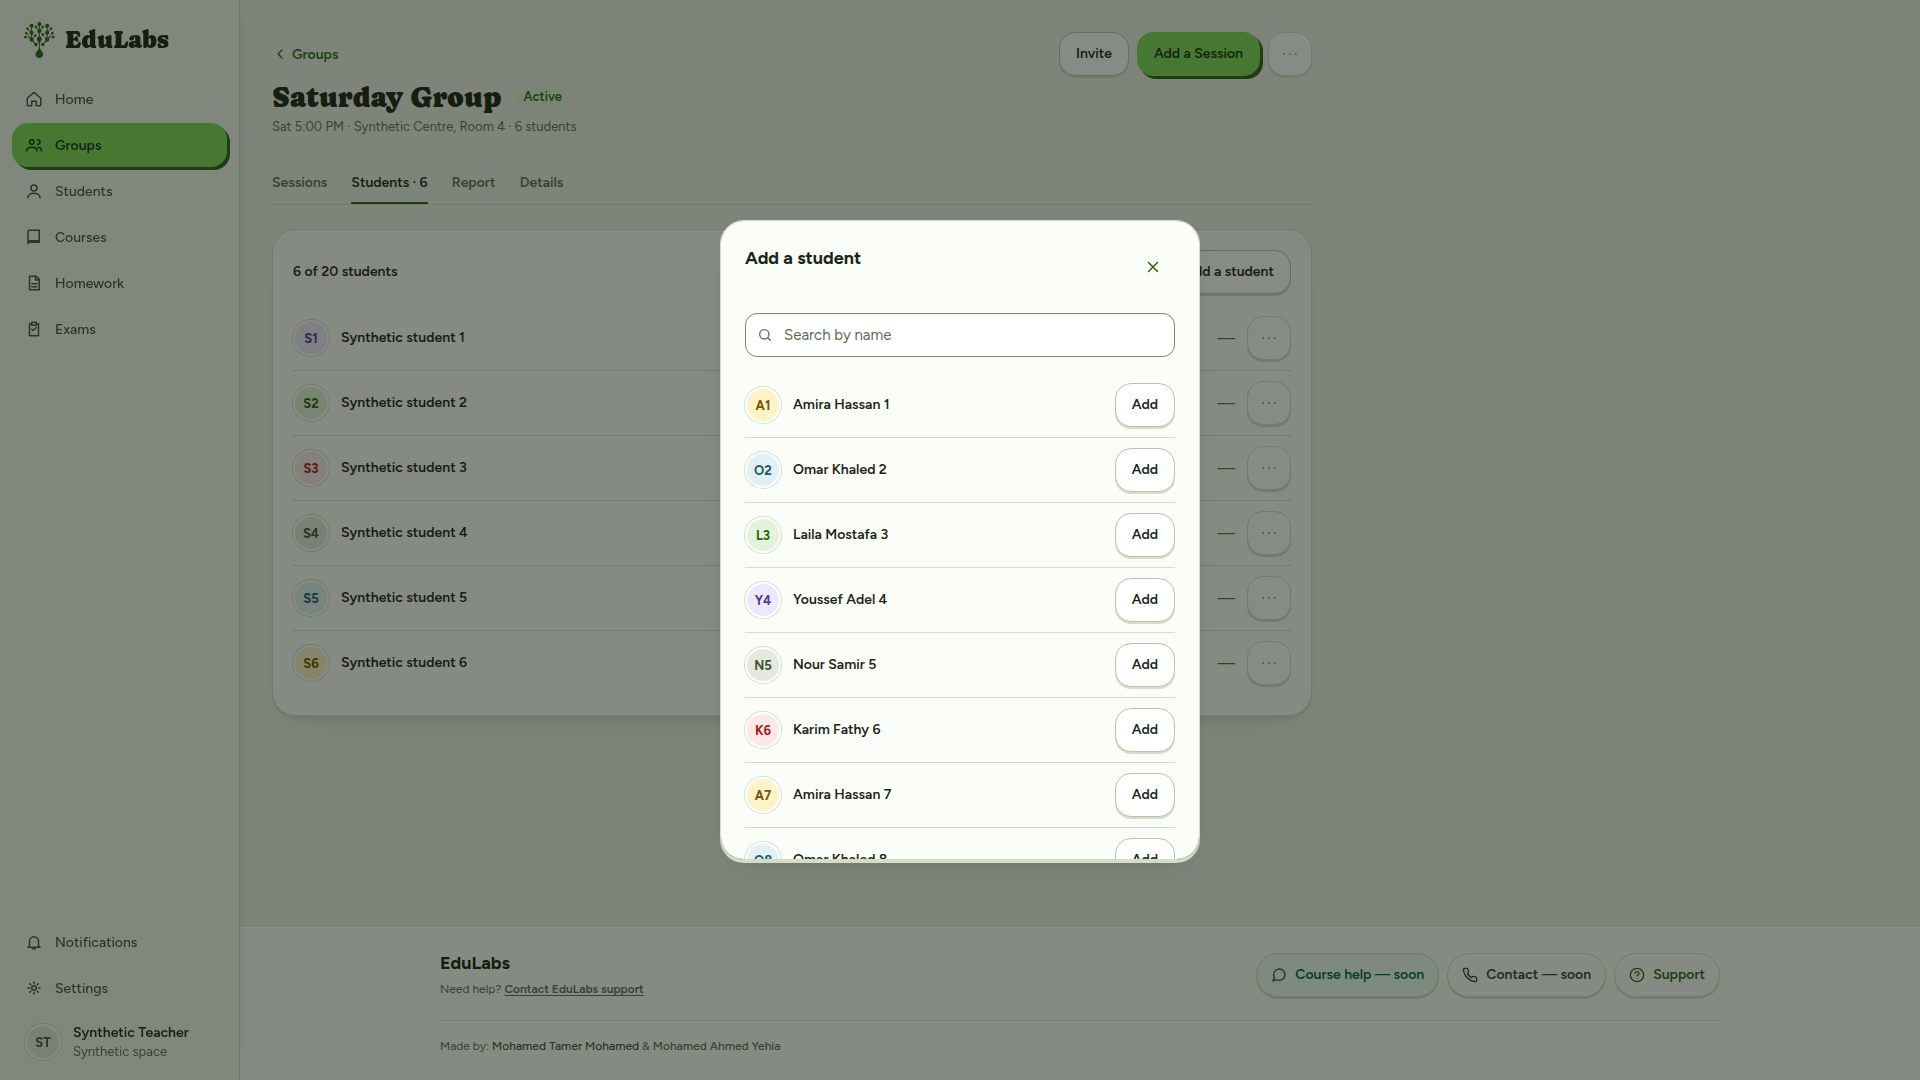 EduLabs
Home
Groups
Students
Courses
Homework
Exams
Notifications
Settings
ST
Synthetic Teacher
Synthetic space
Groups
Invite
Add a Session
Saturday Group
Active
Sat 5:00 PM · Synthetic Centre, Room 4 · 6 students
Sessions
Students · 6
Report
Details
6 of 20 students
d a student
S1 Synthetic student 1 —
S2 Synthetic student 2 —
S3 Synthetic student 3 —
S4 Synthetic student 4 —
S5 Synthetic student 5 —
S6 Synthetic student 6 —
Add a student
Search by name
A1 Amira Hassan 1 Add
O2 Omar Khaled 2 Add
L3 Laila Mostafa 3 Add
Y4 Youssef Adel 4 Add
N5 Nour Samir 5 Add
K6 Karim Fathy 6 Add
A7 Amira Hassan 7 Add
O8 Omar Khaled 8 Add
EduLabs
Need help? Contact EduLabs support
Course help — soon
Contact — soon
Support
Made by: Mohamed Tamer Mohamed & Mohamed Ahmed Yehia